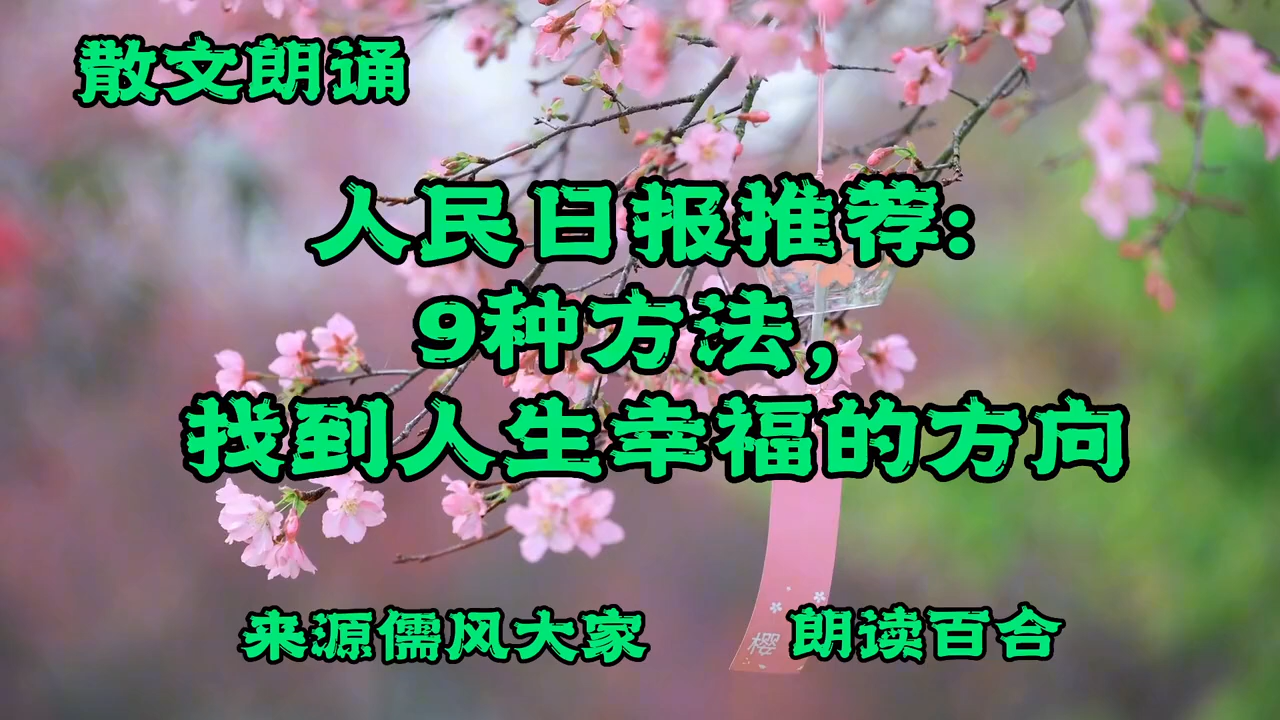 散文朗诵
人民日报推荐:
9种方法,
找到人生幸福的方向
樱
来源儒风大家 朗读百合